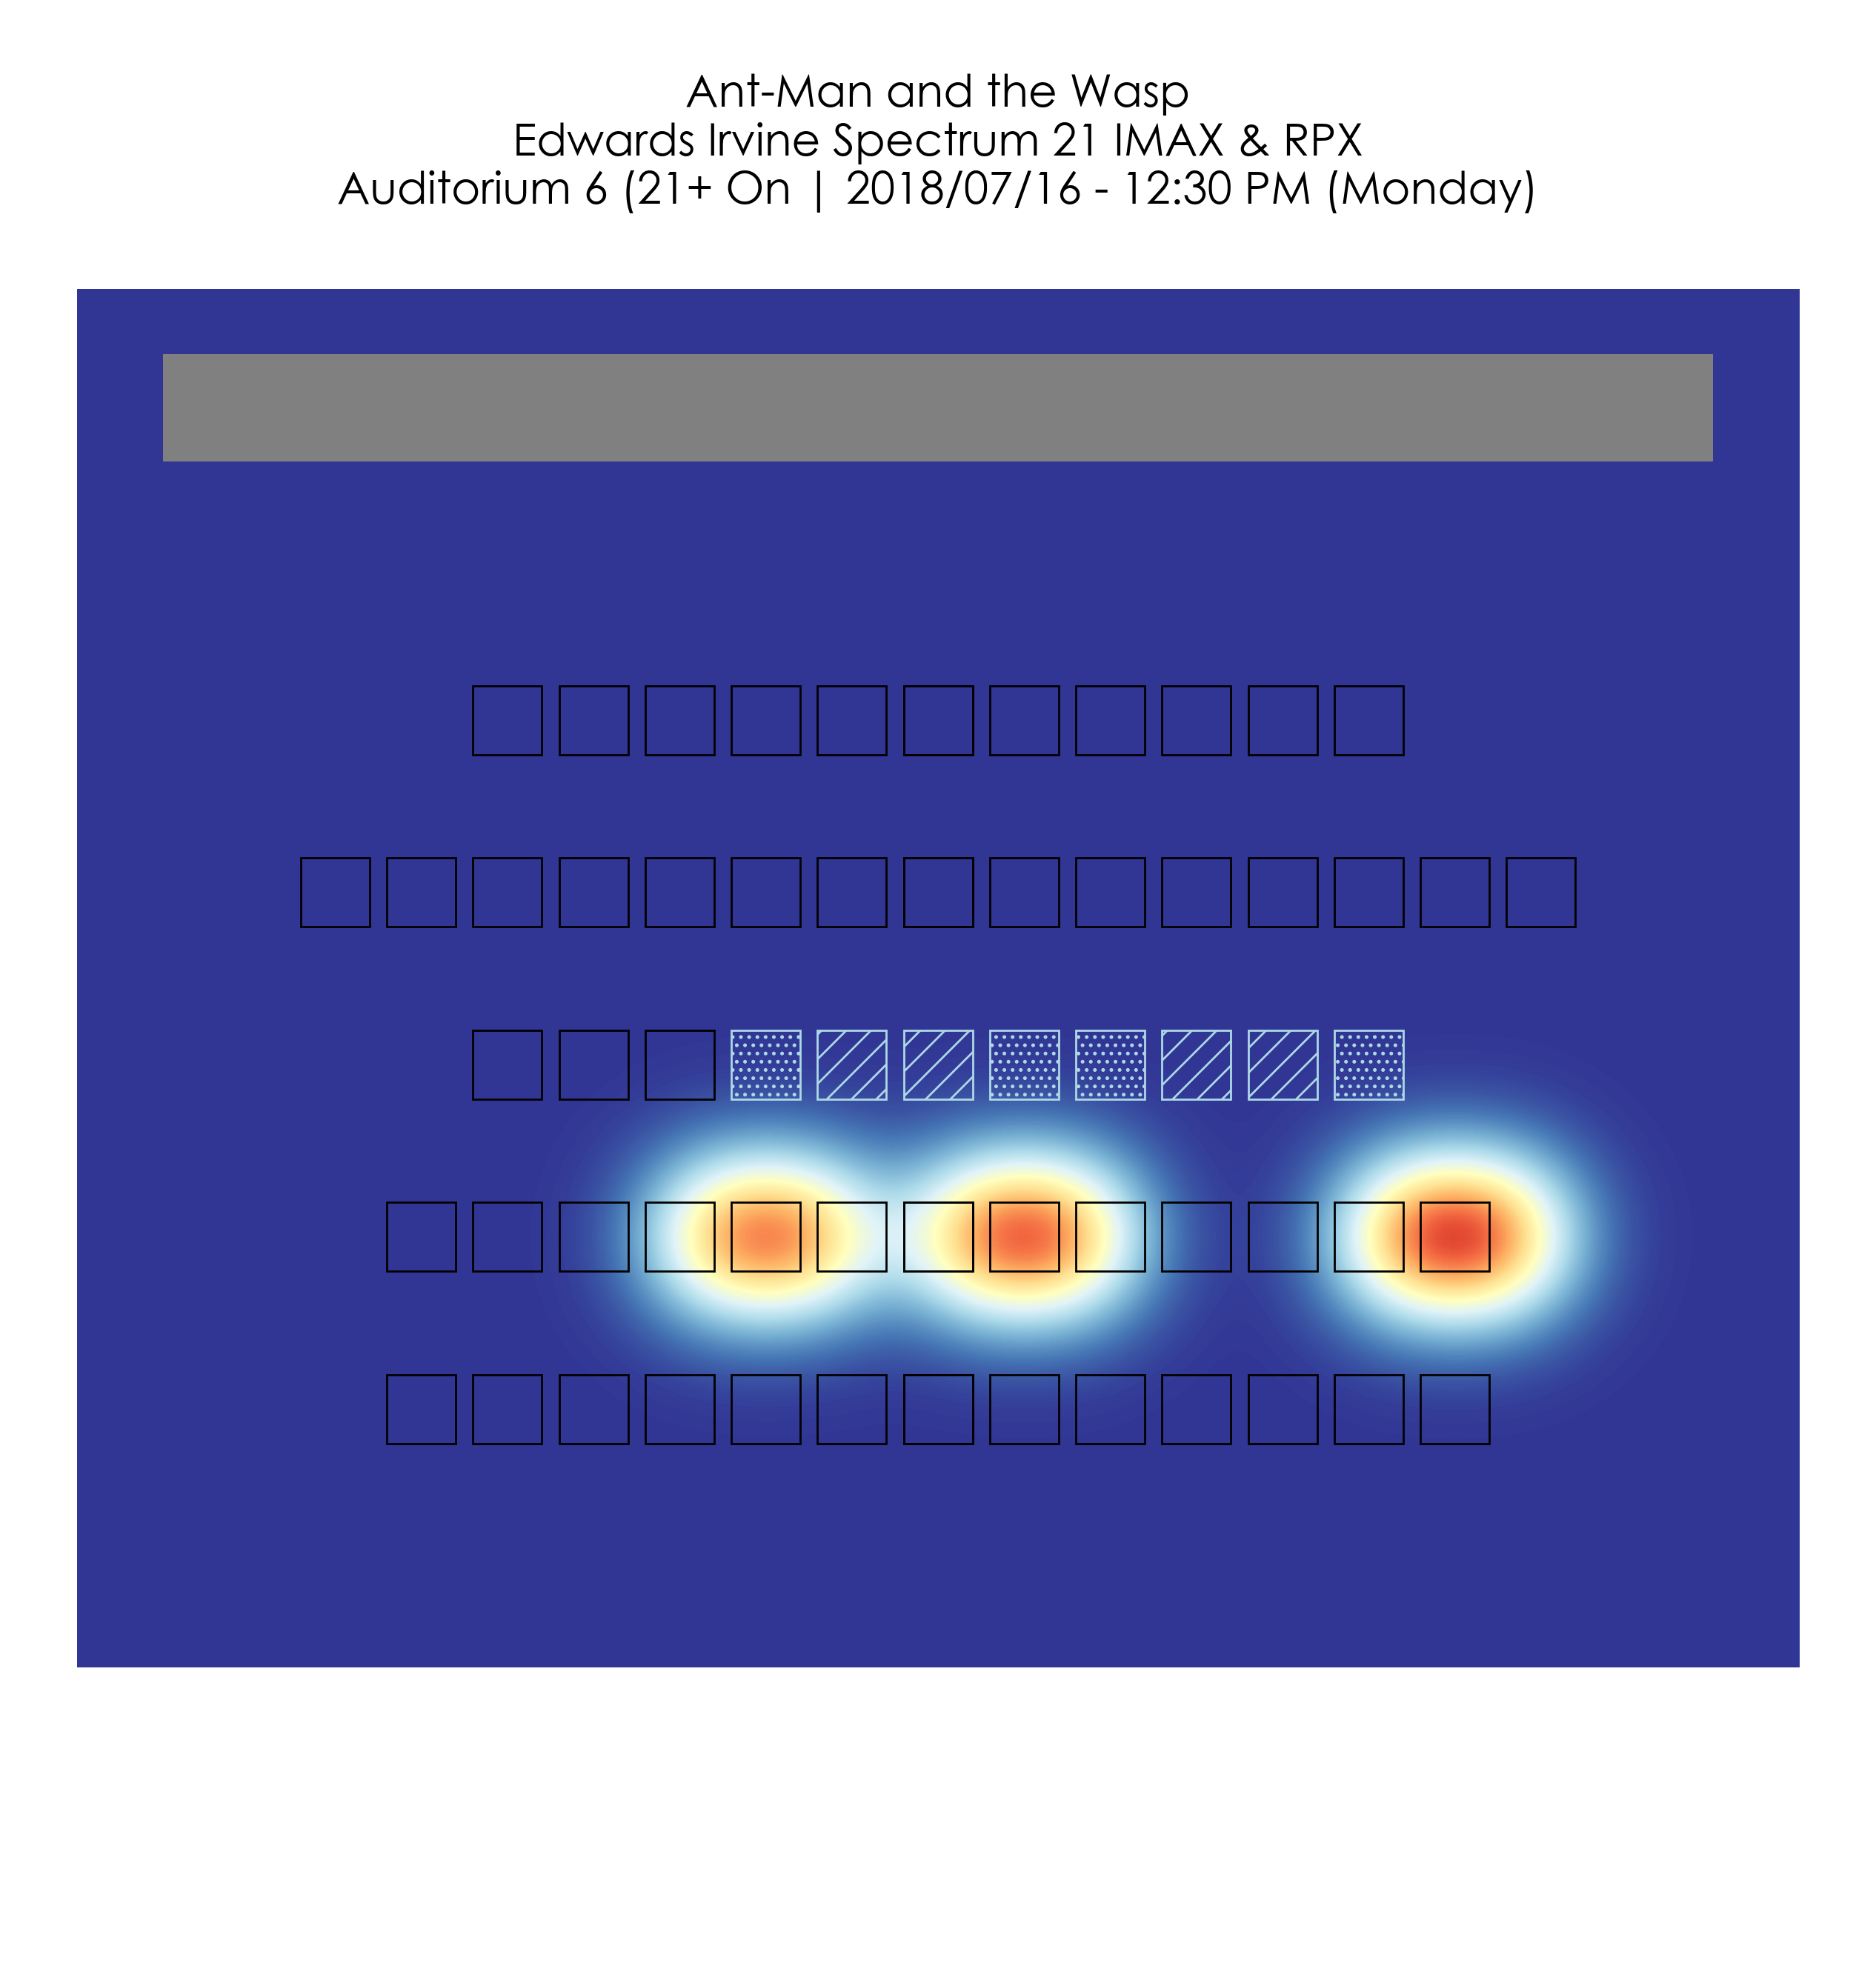 Ant-Man and the Wasp
Edwards Irvine Spectrum 21 IMAX & RPX
Auditorium 6 (21+ On | 2018/07/16 - 12:30 PM (Monday)